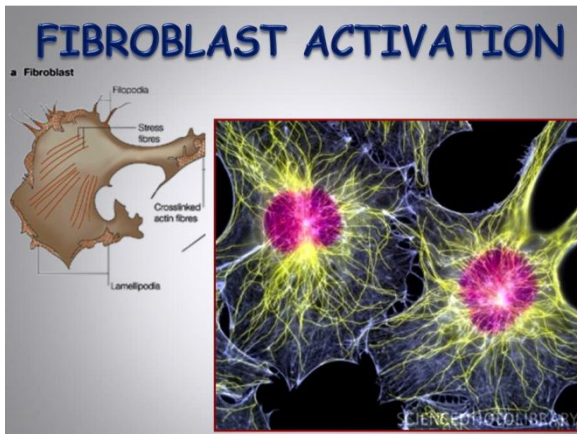 FIBROBLAST ACTIVATION
a Fibroblast
Filopodia
Stress
fibres
Crosslinked
actin fibres
Lamellipodia
SCIENCEPHOTOLIBRARY